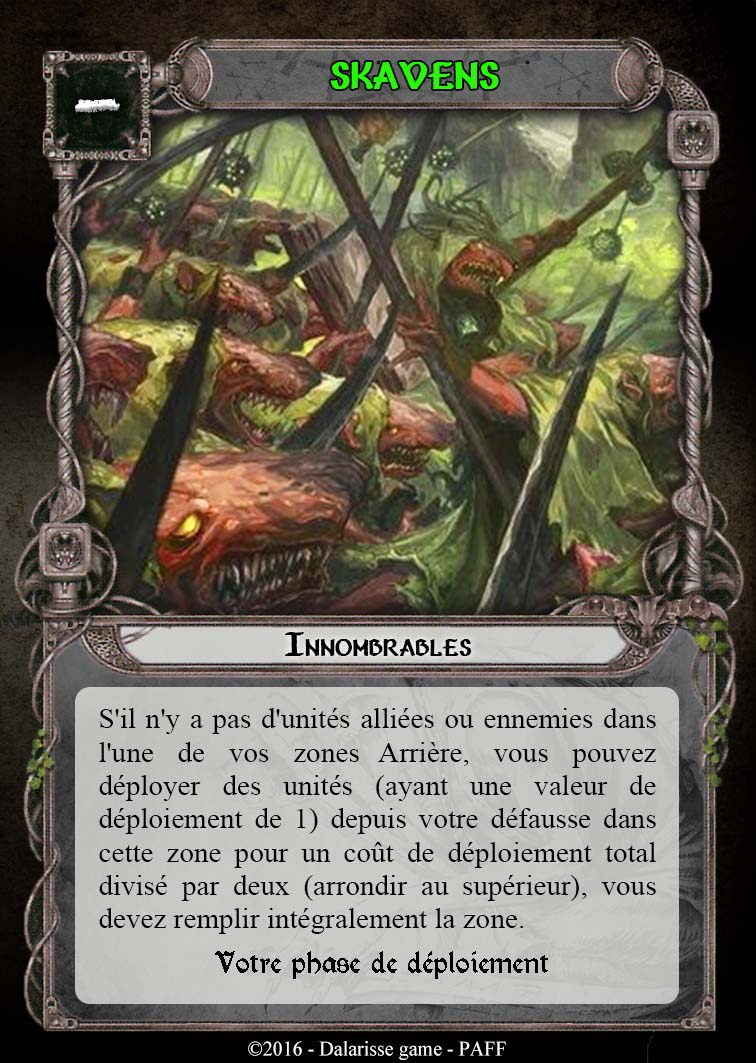 SKAVENS
-
Innombrables
S'il n'y a pas d'unités alliées ou ennemies dans
l'une de vos zones Arrière, vous pouvez
déployer des unités (ayant une valeur de
déploiement de 1) depuis votre défausse dans
cette zone pour un coût de déploiement total
divisé par deux (arrondir au supérieur), vous
devez remplir intégralement la zone.
Votre phase de déploiement
©2016 - Dalarisse game - PAFF